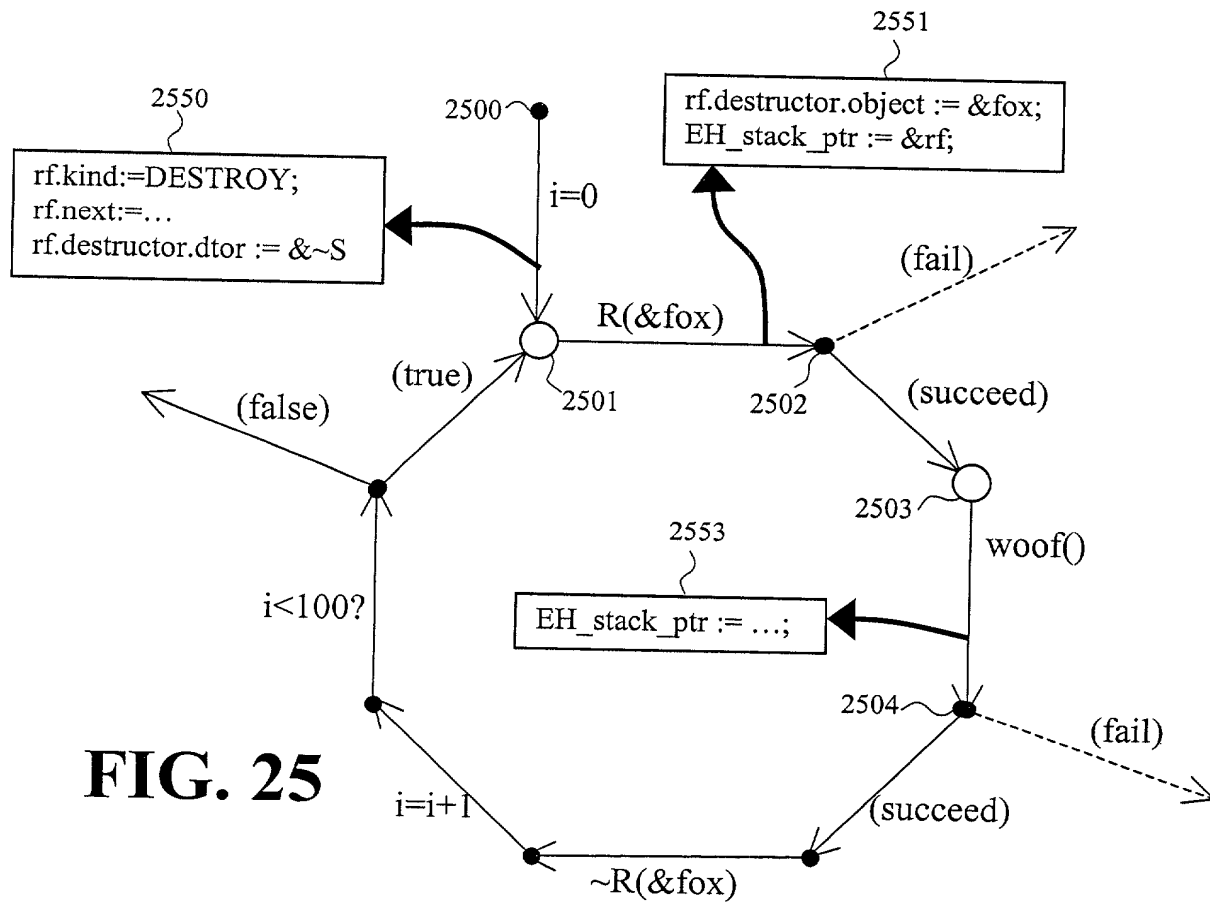 2551
2550
2500
rf.destructor.object := &fox;
EH_stack_ptr := &rf;
rf.kind:=DESTROY;
rf.next:=…
rf.destructor.dtor := &~S
i=0
(fail)
R(&fox)
(true)
2501
2502
(false)
(succeed)
2503
2553
woof()
i<100?
EH_stack_ptr := …;
2504
(fail)
FIG. 25
i=i+1
(succeed)
~R(&fox)